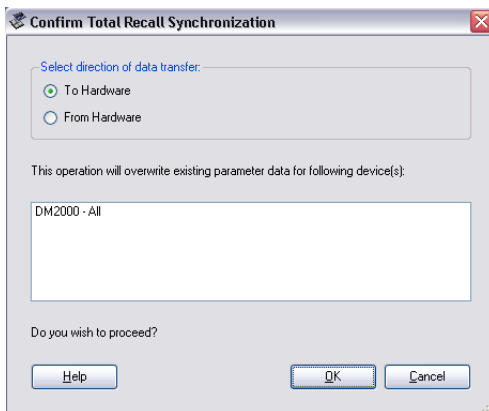 Confirm Total Recall Synchronization
Select direction of data transfer:
To Hardware
From Hardware
This operation will overwrite existing parameter data for following device(s):
DM2000 - All
Do you wish to proceed?
Help
OK
Cancel